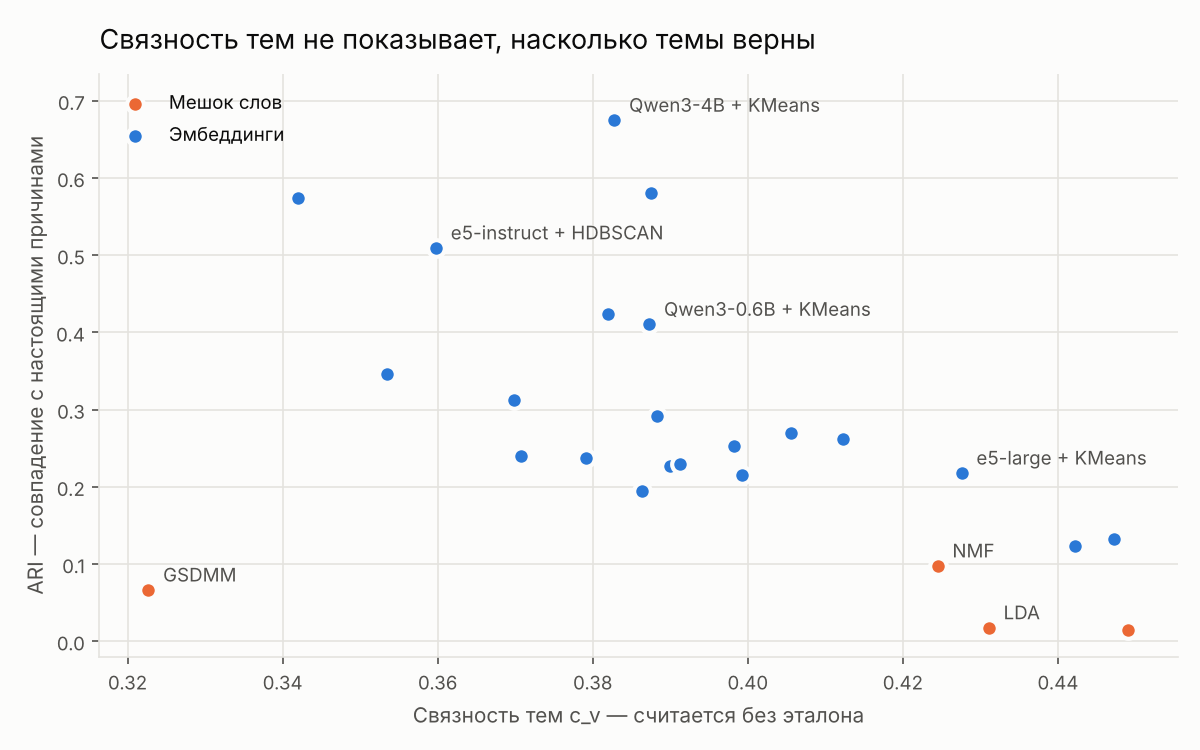 Связность тем не показывает, насколько темы верны
Мешок слов
Эмбеддинги
Qwen3-4B + KMeans
e5-instruct + HDBSCAN
Qwen3-0.6B + KMeans
e5-large + KMeans
NMF
GSDMM
LDA
ARI — совпадение с настоящими причинами
0.7
0.6
0.5
0.4
0.3
0.2
0.1
0.0
0.32 0.34 0.36 0.38 0.40 0.42 0.44
Связность тем c_v — считается без эталона